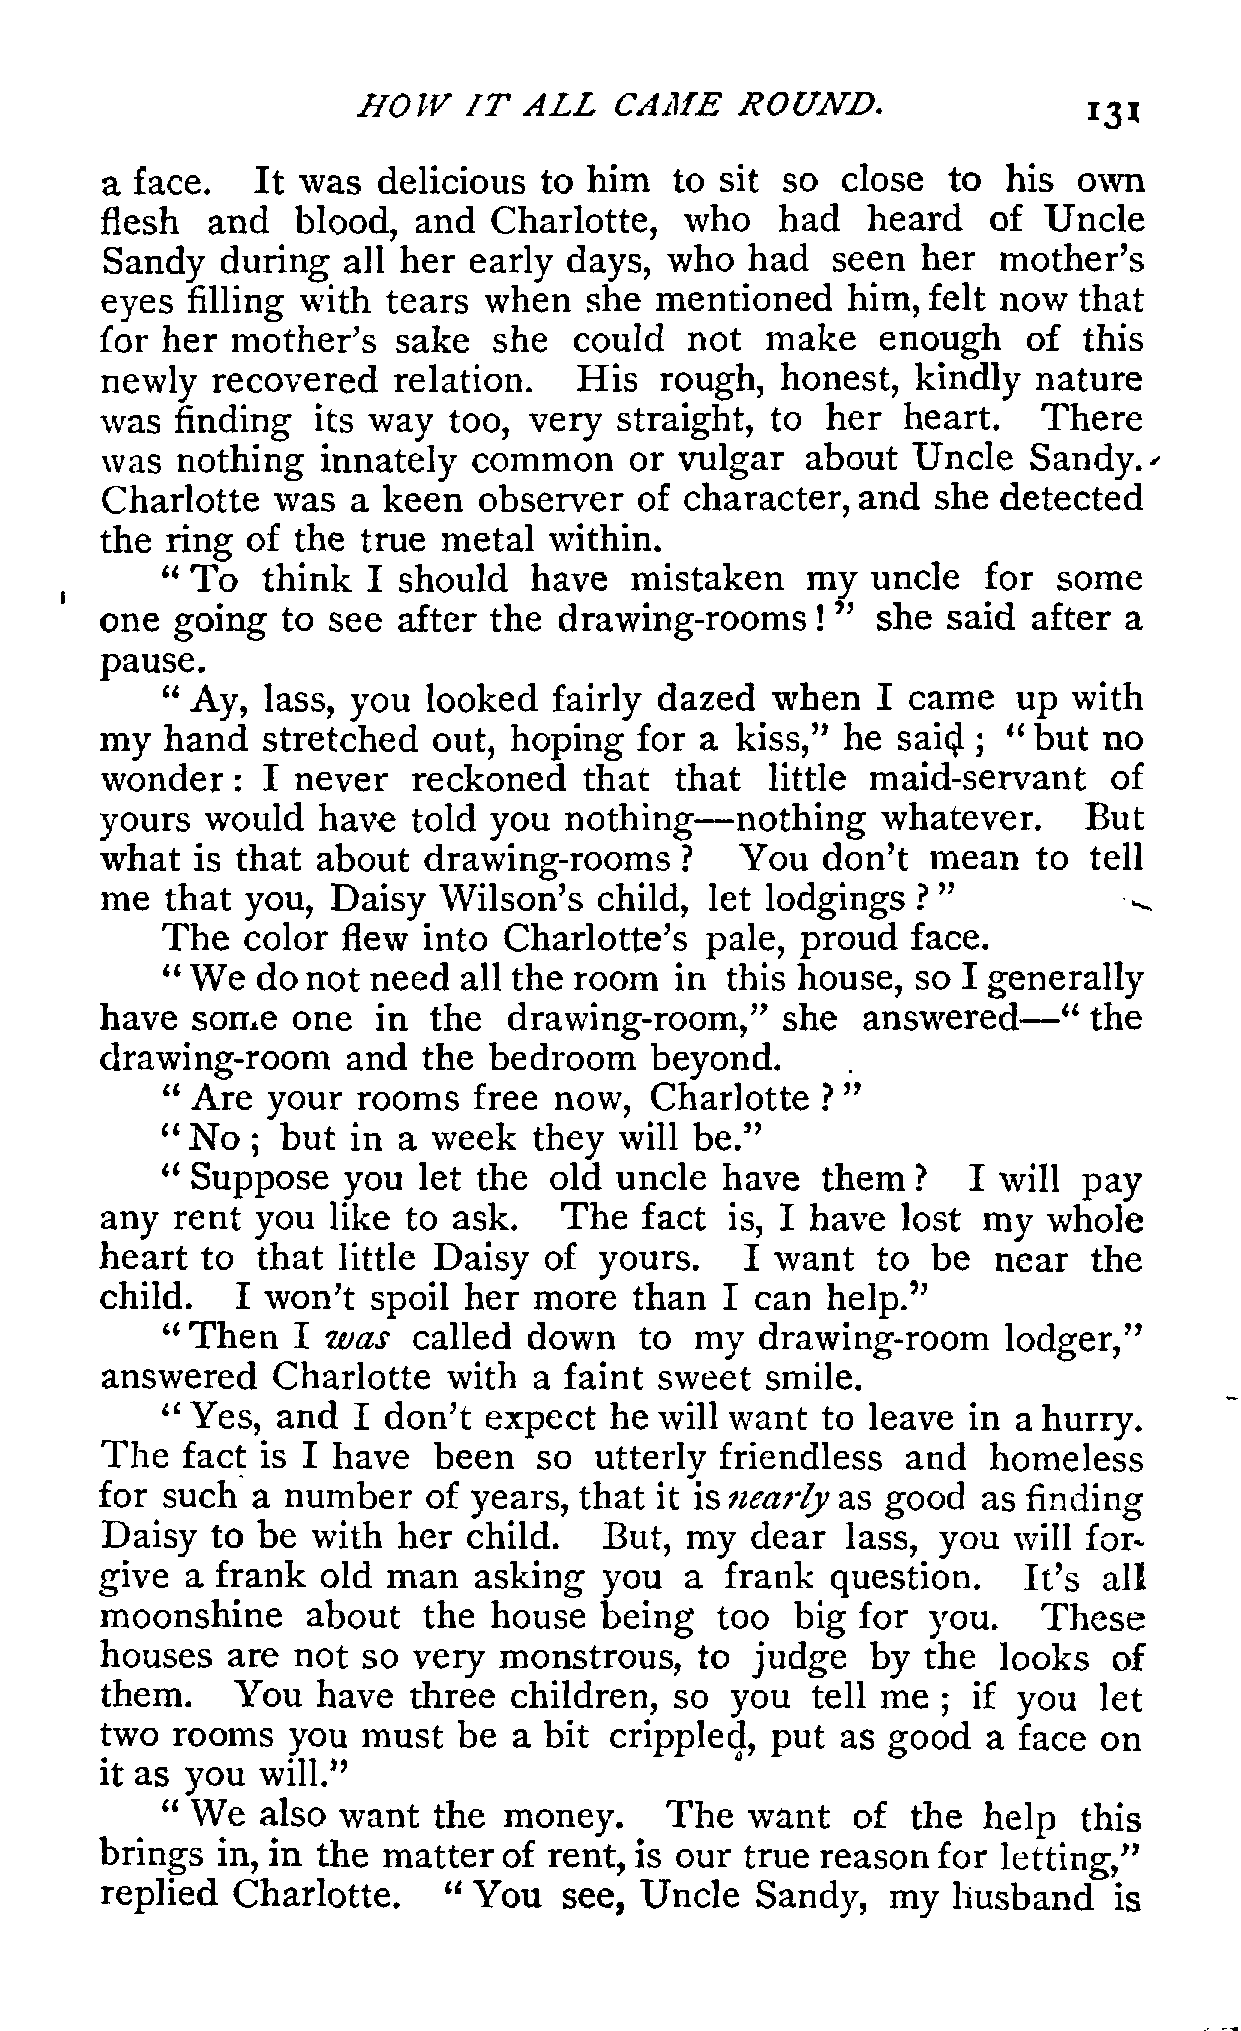 HOW IT ALL CAME ROUND. 131
a face. It was delicious to him to sit so close to his own
flesh and blood, and Charlotte, who had heard of Uncle
Sandy during all her early days, who had seen her mother's
eyes filling with tears when she mentioned him, felt now that
for her mother's sake she could not make enough of this
newly recovered relation. His rough, honest, kindly nature
was finding its way too, very straight, to her heart. There
was nothing innately common or vulgar about Uncle Sandy.
Charlotte was a keen observer of character, and she detected
the ring of the true metal within.
"To think I should have mistaken my uncle for some
one going to see after the drawing-rooms!" she said after a
pause.
"Ay, lass, you looked fairly dazed when I came up with
my hand stretched out, hoping for a kiss," he said; "but no
wonder: I never reckoned that that little maid-servant of
yours would have told you nothing—nothing whatever. But
what is that about drawing-rooms? You don't mean to tell
me that you, Daisy Wilson's child, let lodgings?"
The color flew into Charlotte's pale, proud face.
"We do not need all the room in this house, so I generally
have some one in the drawing-room," she answered—"the
drawing-room and the bedroom beyond.
"Are your rooms free now, Charlotte?"
"No; but in a week they will be."
"Suppose you let the old uncle have them? I will pay
any rent you like to ask. The fact is, I have lost my whole
heart to that little Daisy of yours. I want to be near the
child. I won't spoil her more than I can help."
"Then I was called down to my drawing-room lodger,"
answered Charlotte with a faint sweet smile.
"Yes, and I don't expect he will want to leave in a hurry.
The fact is I have been so utterly friendless and homeless
for such a number of years, that it is nearly as good as finding
Daisy to be with her child. But, my dear lass, you will for-
give a frank old man asking you a frank question. It's all
moonshine about the house being too big for you. These
houses are not so very monstrous, to judge by the looks of
them. You have three children, so you tell me; if you let
two rooms you must be a bit crippled, put as good a face on
it as you will."
"We also want the money. The want of the help this
brings in, in the matter of rent, is our true reason for letting,"
replied Charlotte. "You see, Uncle Sandy, my husband is